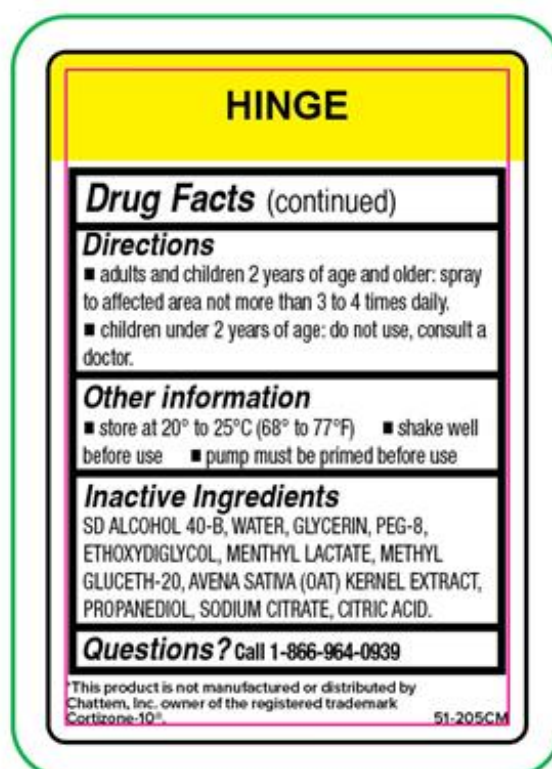 HINGE
Drug Facts (continued)
Directions
■ adults and children 2 years of age and older: spray
to affected area not more than 3 to 4 times daily.
■ children under 2 years of age: do not use, consult a
doctor.
Other information
■ store at 20° to 25°C (68° to 77°F) ■ shake well
before use ■ pump must be primed before use
Inactive Ingredients
SD ALCOHOL 40-B, WATER, GLYCERIN, PEG-8,
ETHOXYDIGLYCOL, MENTHYL LACTATE, METHYL
GLUCETH-20, AVENA SATIVA (OAT) KERNEL EXTRACT,
PROPANEDIOL, SODIUM CITRATE, CITRIC ACID.
Questions? Call 1-866-964-0939
*This product is not manufactured or distributed by
Chattem, Inc. owner of the registered trademark
Cortizone-10®. 51-205CM